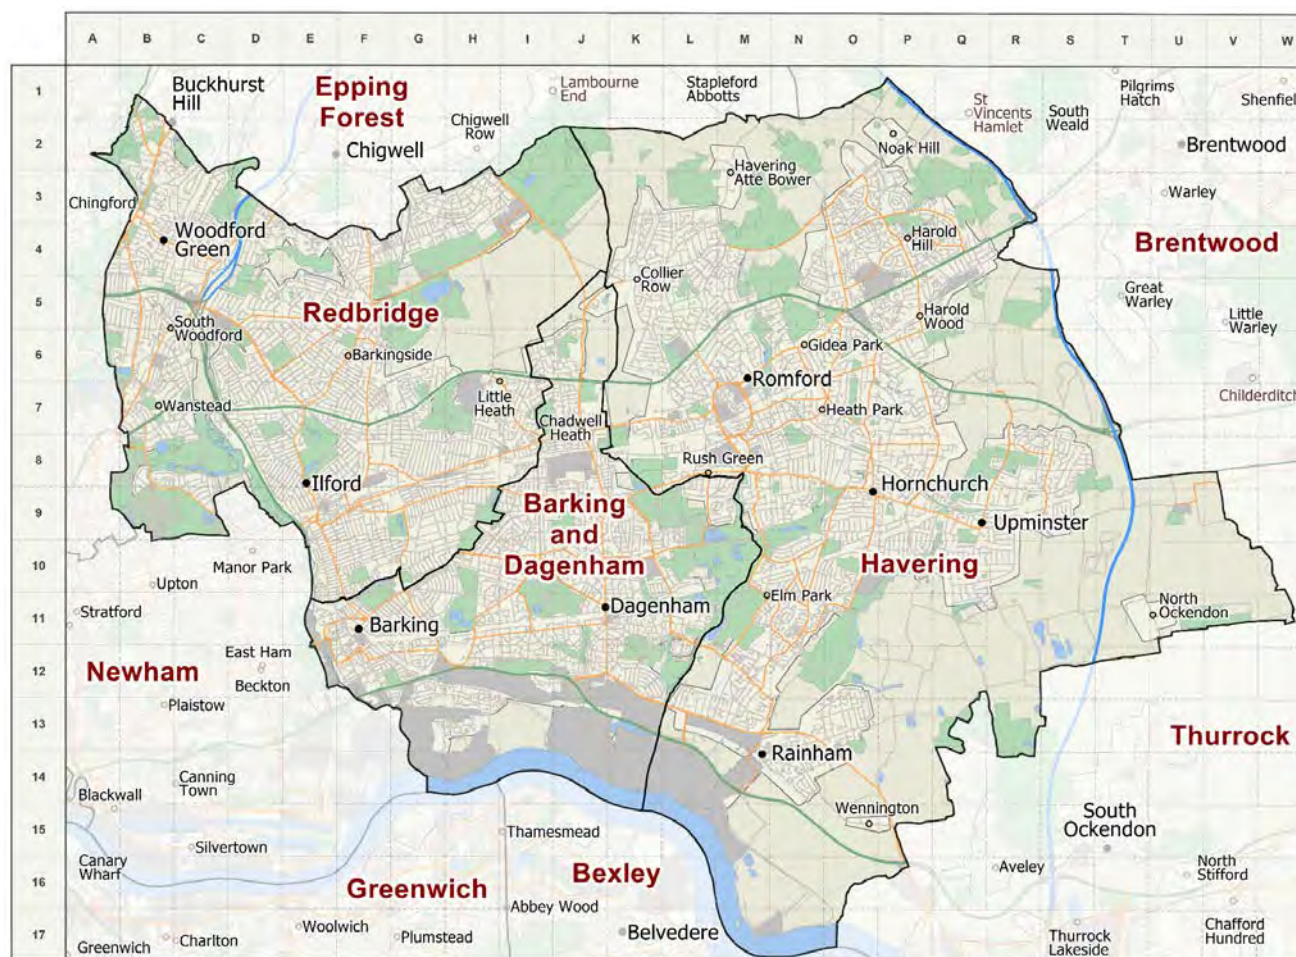 A B C D E F G H I J K L M N O P Q R S T U V W
1
2
3
4
5
6
7
8
9
10
11
12
13
14
15
16
17
Buckhurst
Hill
Epping
Forest
Lambourne
End
Stapleford
Abbotts
St
Vincents
Hamlet
South
Weald
Pilgrims
Hatch
Shenfiel
Chigwell
Row
Chigwell
Noak Hill
Brentwood
Havering
Atte Bower
Chingford
Warley
Woodford
Green
Harold
Hill
Brentwood
Collier
Row
Great
Warley
Redbridge
Harold
Wood
Little
Warley
South
Woodford
Barkingside
Gidea Park
Romford
Childerditch
Wanstead
Little
Heath
Heath Park
Chadwell
Heath
Rush Green
Ilford
Hornchurch
Barking
and
Dagenham
Upminster
Manor Park
Havering
Upton
Elm Park
Stratford
Dagenham
North
Ockendon
Barking
East Ham
Newham
Beckton
Plaistow
Thurrock
Rainham
Canning
Town
Blackwall
Wennington
South
Ockendon
Thamesmead
Silvertown
Canary
Wharf
Bexley
Aveley
North
Stifford
Greenwich
Abbey Wood
Woolwich
Belvedere
Chafford
Hundred
Greenwich
Charlton
Plumstead
Thurrock
Lakeside